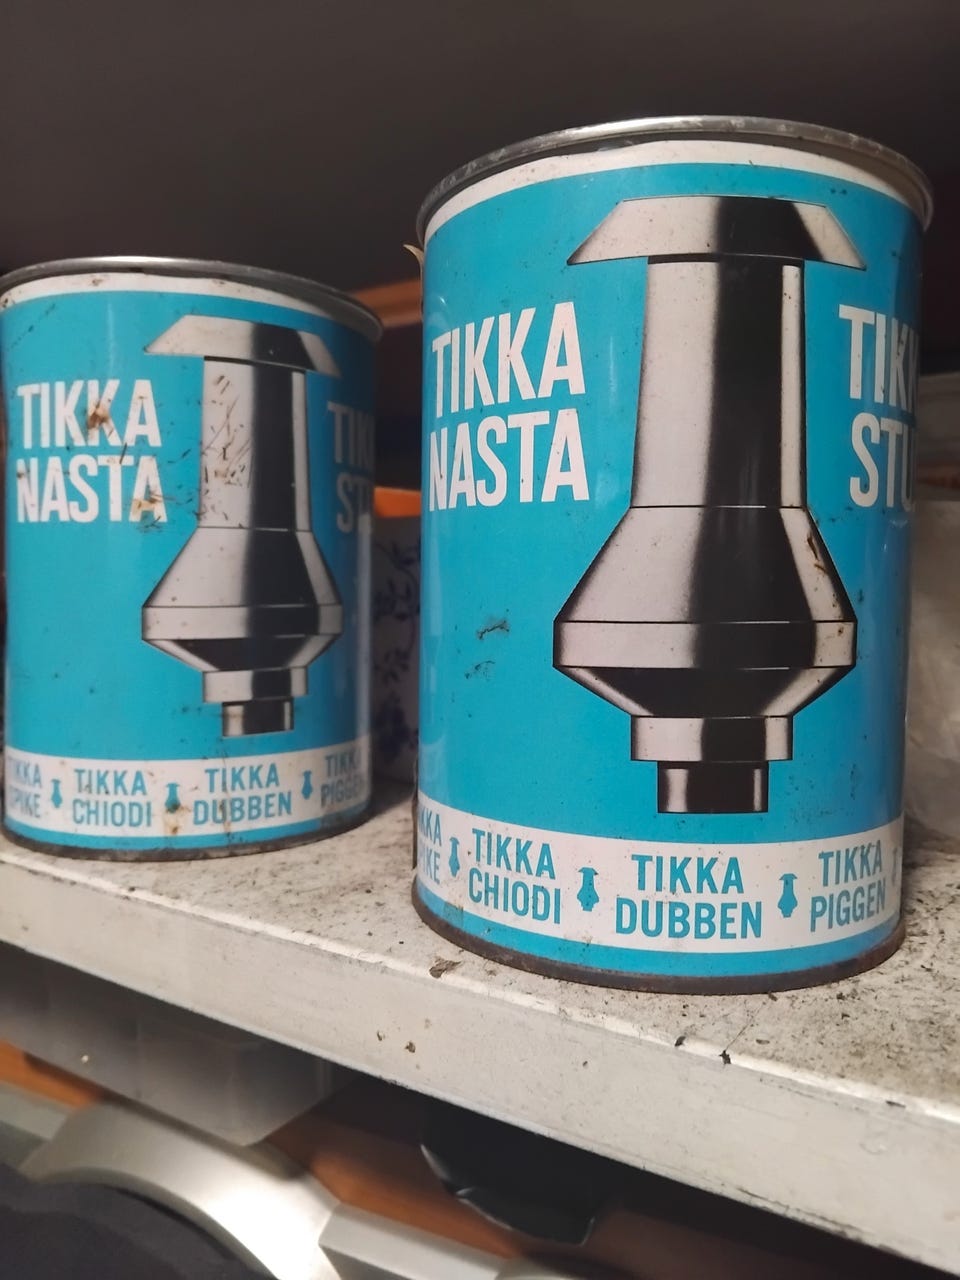 TIKKA
NASTA
TIKKA
CHIODI
TIKKA
DUBBEN
TIKKA
NASTA
TIKKA
CHIODI
TIKKA
DUBBEN
TIKKA
PIGGEN